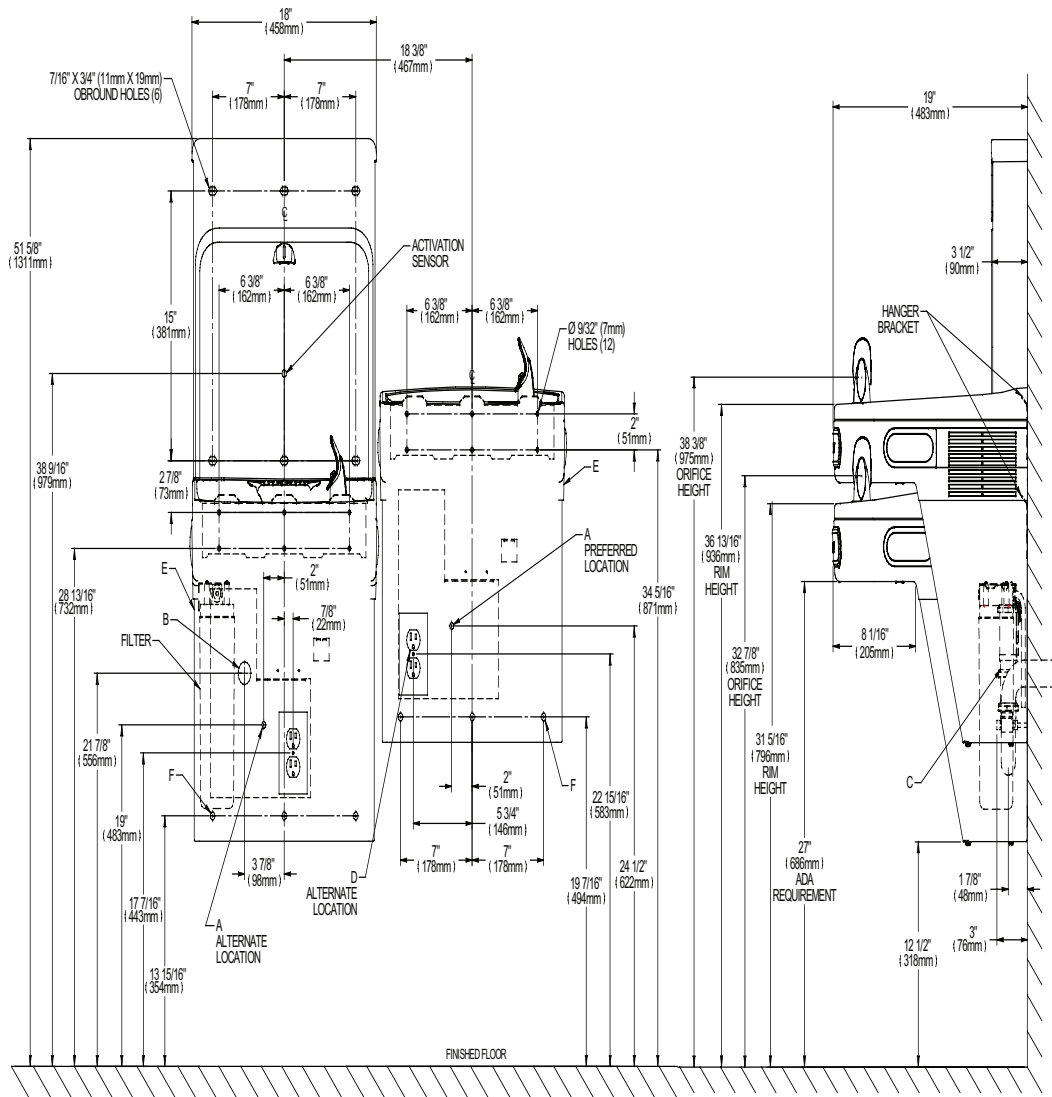 18"
(458mm)
18 3/8"
(467mm)
7/16" X 3/4" (11mm X 19mm)
OBROUND HOLES (6)
7"
(178mm)
7"
(178mm)
19"
(483mm)
51 5/8"
(1311mm)
ACTIVATION
SENSOR
3 1/2"
(90mm)
6 3/8"
(162mm)
6 3/8"
(162mm)
6 3/8"
(162mm)
6 3/8"
(162mm)
15"
(381mm)
HANGER
BRACKET
Ø 9/32" (7mm)
HOLES (12)
2"
(51mm)
38 9/16"
(979mm)
2 7/8"
(73mm)
E
38 3/8"
(975mm)
ORIFICE
HEIGHT
36 13/16"
(936mm)
RIM
HEIGHT
A
PREFERRED
LOCATION
2"
(51mm)
28 13/16"
(732mm)
E
B
FILTER
7/8"
(22mm)
34 5/16"
(871mm)
8 1/16"
(205mm)
32 7/8"
(835mm)
ORIFICE
HEIGHT
21 7/8"
(556mm)
31 5/16"
(796mm)
RIM
HEIGHT
C
F
2"
(51mm)
F
22 15/16"
(583mm)
19"
(483mm)
5 3/4"
(146mm)
3 7/8"
(98mm)
7"
(178mm)
7"
(178mm)
24 1/2"
(622mm)
27"
(686mm)
ADA
REQUIREMENT
1 7/8"
(48mm)
D
ALTERNATE
LOCATION
19 7/16"
(494mm)
17 7/16"
(443mm)
A
ALTERNATE
LOCATION
3"
(76mm)
12 1/2"
(318mm)
13 15/16"
(354mm)
FINISHED FLOOR